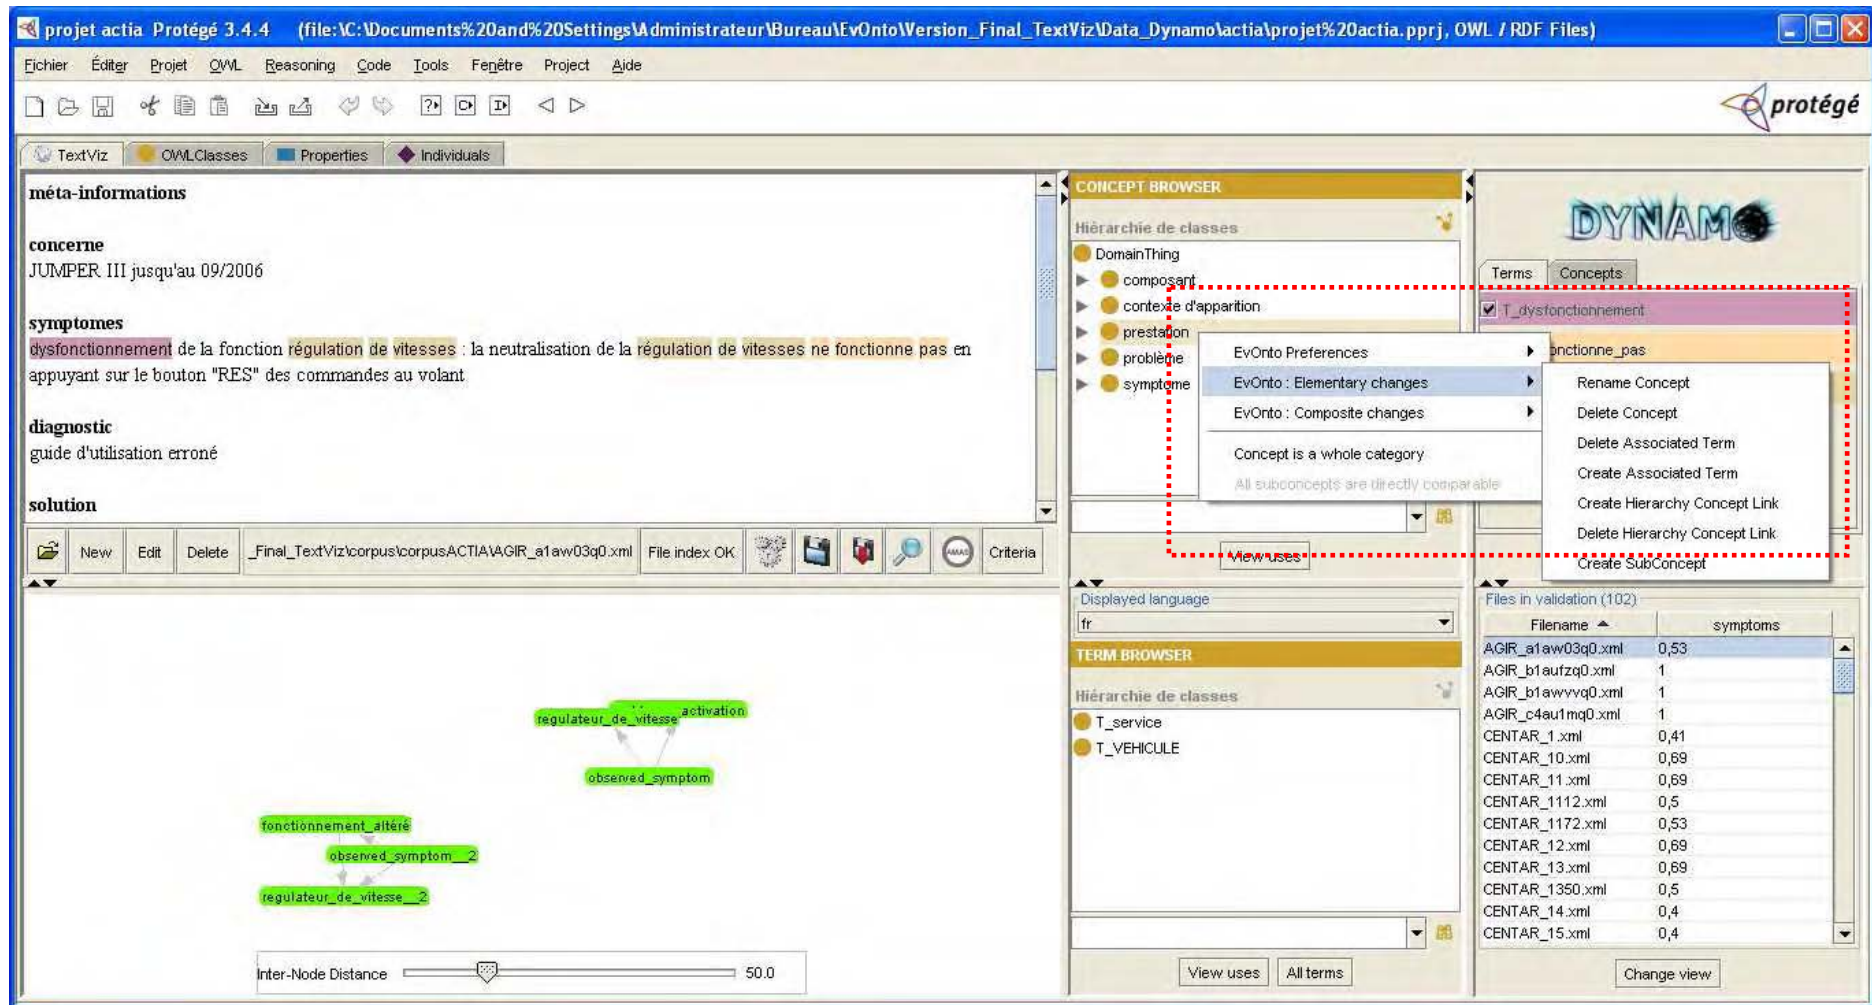 projet actia Protégé 3.4.4 (file:\C:\Documents%20and%20Settings\Administrateur\Bureau\EvOnto\Version_Final_TextViz\Data_Dynamo\actia\projet%20actia.pprj, OWL / RDF Files)
Fichier Éditer Projet OWL Reasoning Code Tools Fenêtre Project Aide
protégé
TextViz OWLClasses Properties Individuals
méta-informations
concerne
JUMPER III jusqu'au 09/2006
symptomes
dysfonctionnement de la fonction régulation de vitesses : la neutralisation de la régulation de vitesses ne fonctionne pas en
appuyant sur le bouton "RES" des commandes au volant
diagnostic
guide d'utilisation erroné
solution
New Edit Delete _Final_TextViz\corpus\corpusACTIA\AGIR_a1aw03q0.xml File index OK AMAS Criteria
activation
regulateur_de_vitesse
observed_symptom
fonctionnement_altéré
observed_symptom__2
regulateur_de_vitesse__2
Inter-Node Distance 50.0
CONCEPT BROWSER
Hiérarchie de classes
DomainThing
composant
contexte d'apparition
prestation
problème
symptome
EvOnto Preferences
EvOnto : Elementary changes
EvOnto : Composite changes
Concept is a whole category
All subconcepts are directly comparable
Rename Concept
Delete Concept
Delete Associated Term
Create Associated Term
Create Hierarchy Concept Link
Delete Hierarchy Concept Link
Create SubConcept
View uses
Displayed language
fr
TERM BROWSER
Hiérarchie de classes
T_service
T_VEHICULE
View uses All terms
DYNAMO
Terms Concepts
T_dysfonctionnement
onctionne_pas
Files in validation (102)
Filename symptoms
AGIR_a1aw03q0.xml 0,53
AGIR_b1aufzq0.xml 1
AGIR_b1awvvq0.xml 1
AGIR_c4au1mq0.xml 1
CENTAR_1.xml 0,41
CENTAR_10.xml 0,69
CENTAR_11.xml 0,69
CENTAR_1112.xml 0,5
CENTAR_1172.xml 0,53
CENTAR_12.xml 0,69
CENTAR_13.xml 0,69
CENTAR_1350.xml 0,5
CENTAR_14.xml 0,4
CENTAR_15.xml 0,4
Change view